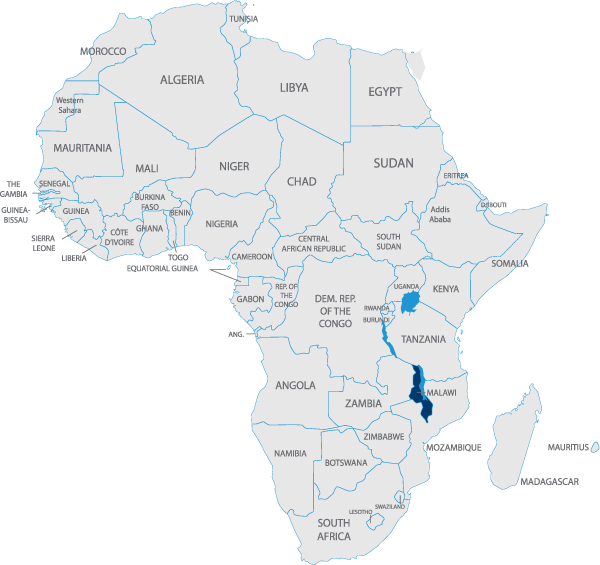 TUNISIA
MOROCCO
ALGERIA
LIBYA
EGYPT
Western
Sahara
MAURITANIA
MALI
NIGER
CHAD
SUDAN
ERITREA
THE
GAMBIA
SENEGAL
GUINEA-
BISSAU
GUINEA
BURKINA
FASO
BENIN
NIGERIA
Addis
Ababa
DJIBOUTI
SIERRA
LEONE
LIBERIA
CÔTE
D'IVOIRE
GHANA
TOGO
EQUATORIAL GUINEA
CAMEROON
CENTRAL
AFRICAN REPUBLIC
SOUTH
SUDAN
SOMALIA
GABON
REP. OF
THE
CONGO
DEM. REP.
OF THE
CONGO
UGANDA
KENYA
RWANDA
BURUNDI
ANG.
TANZANIA
ANGOLA
ZAMBIA
MALAWI
ZIMBABWE
MOZAMBIQUE
NAMIBIA
BOTSWANA
MAURITIUS
MADAGASCAR
SWAZILAND
LESOTHO
SOUTH
AFRICA